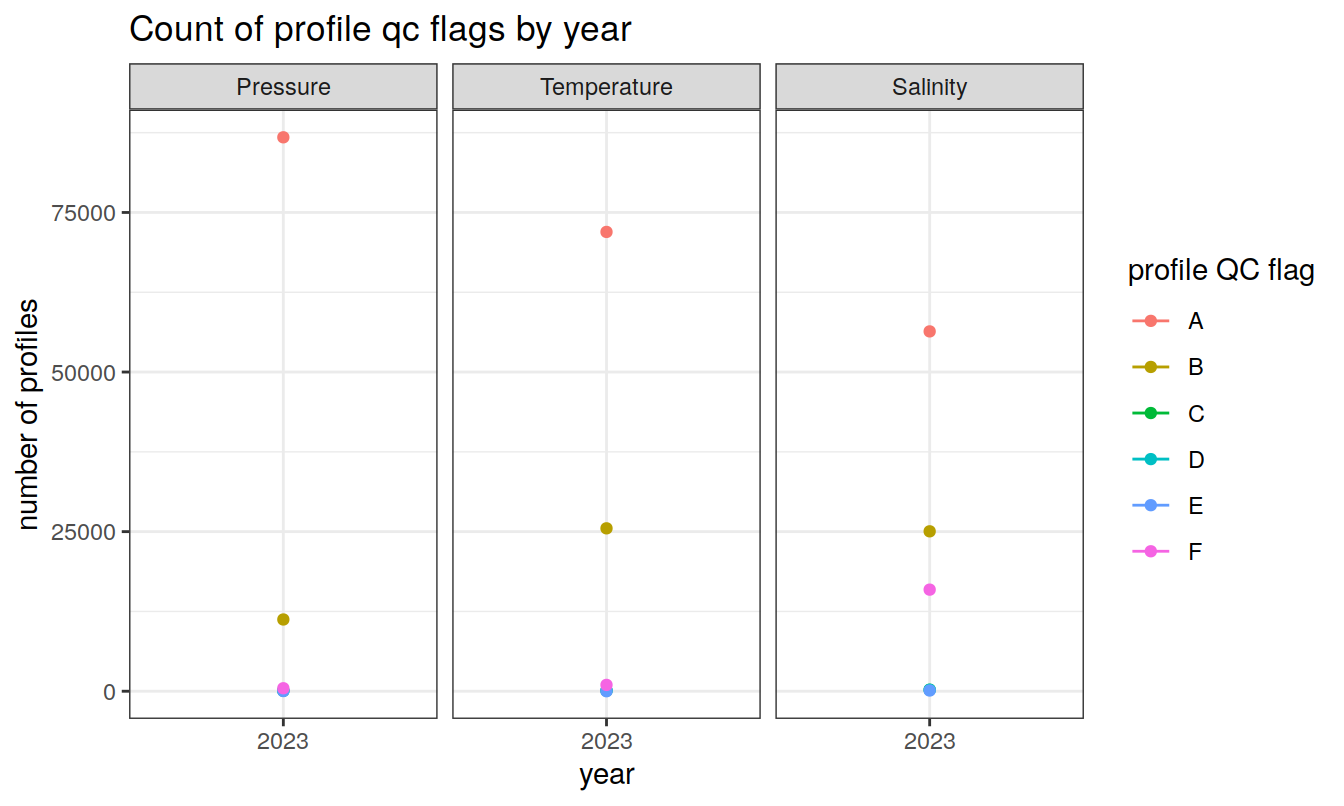 Count of profile qc flags by year
Pressure Temperature Salinity
75000
50000
25000
0
number of profiles
2023 2023 2023
year
profile QC flag
A
B
C
D
E
F